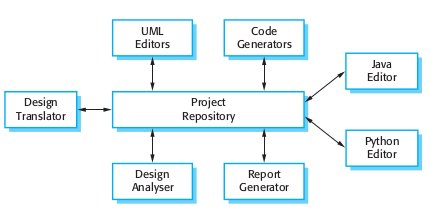 UML
Editors
Code
Generators
Java
Editor
Design
Translator
Project
Repository
Python
Editor
Design
Analyser
Report
Generator